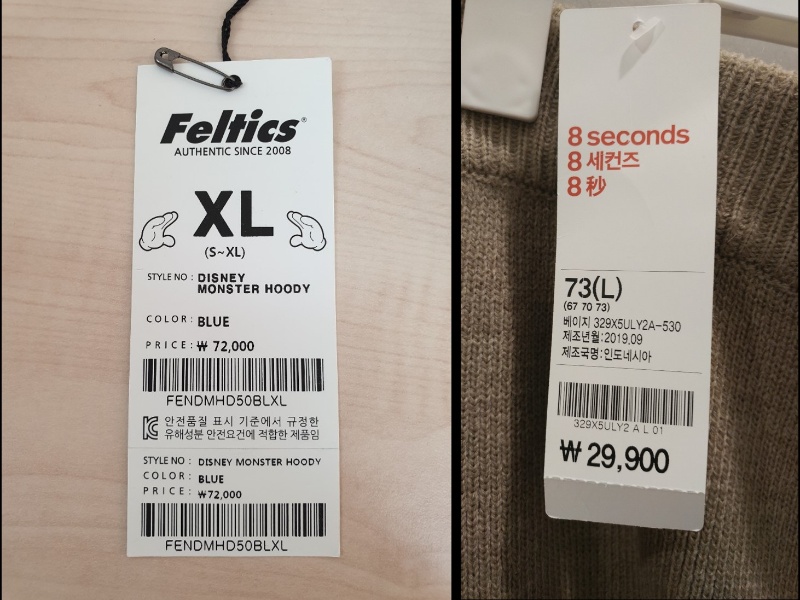 Feltics®
AUTHENTIC SINCE 2008
XL
(S~XL)
STYLE NO : DISNEY
MONSTER HOODY
COLOR: BLUE
PRICE: ₩ 72,000
FENDMHD50BLXL
안전품질 표시 기준에서 규정한
유해성분 안전요건에 적합한 제품임
STYLE NO : DISNEY MONSTER HOODY
COLOR: BLUE
PRICE: ₩72,000
FENDMHD50BLXL
8 seconds
8 세컨즈
8 秒
73(L)
(67 70 73)
베이지 329X5ULY2A-530
제조년월:2019.09
제조국명:인도네시아
329X5ULY2 A L 01
₩ 29,900